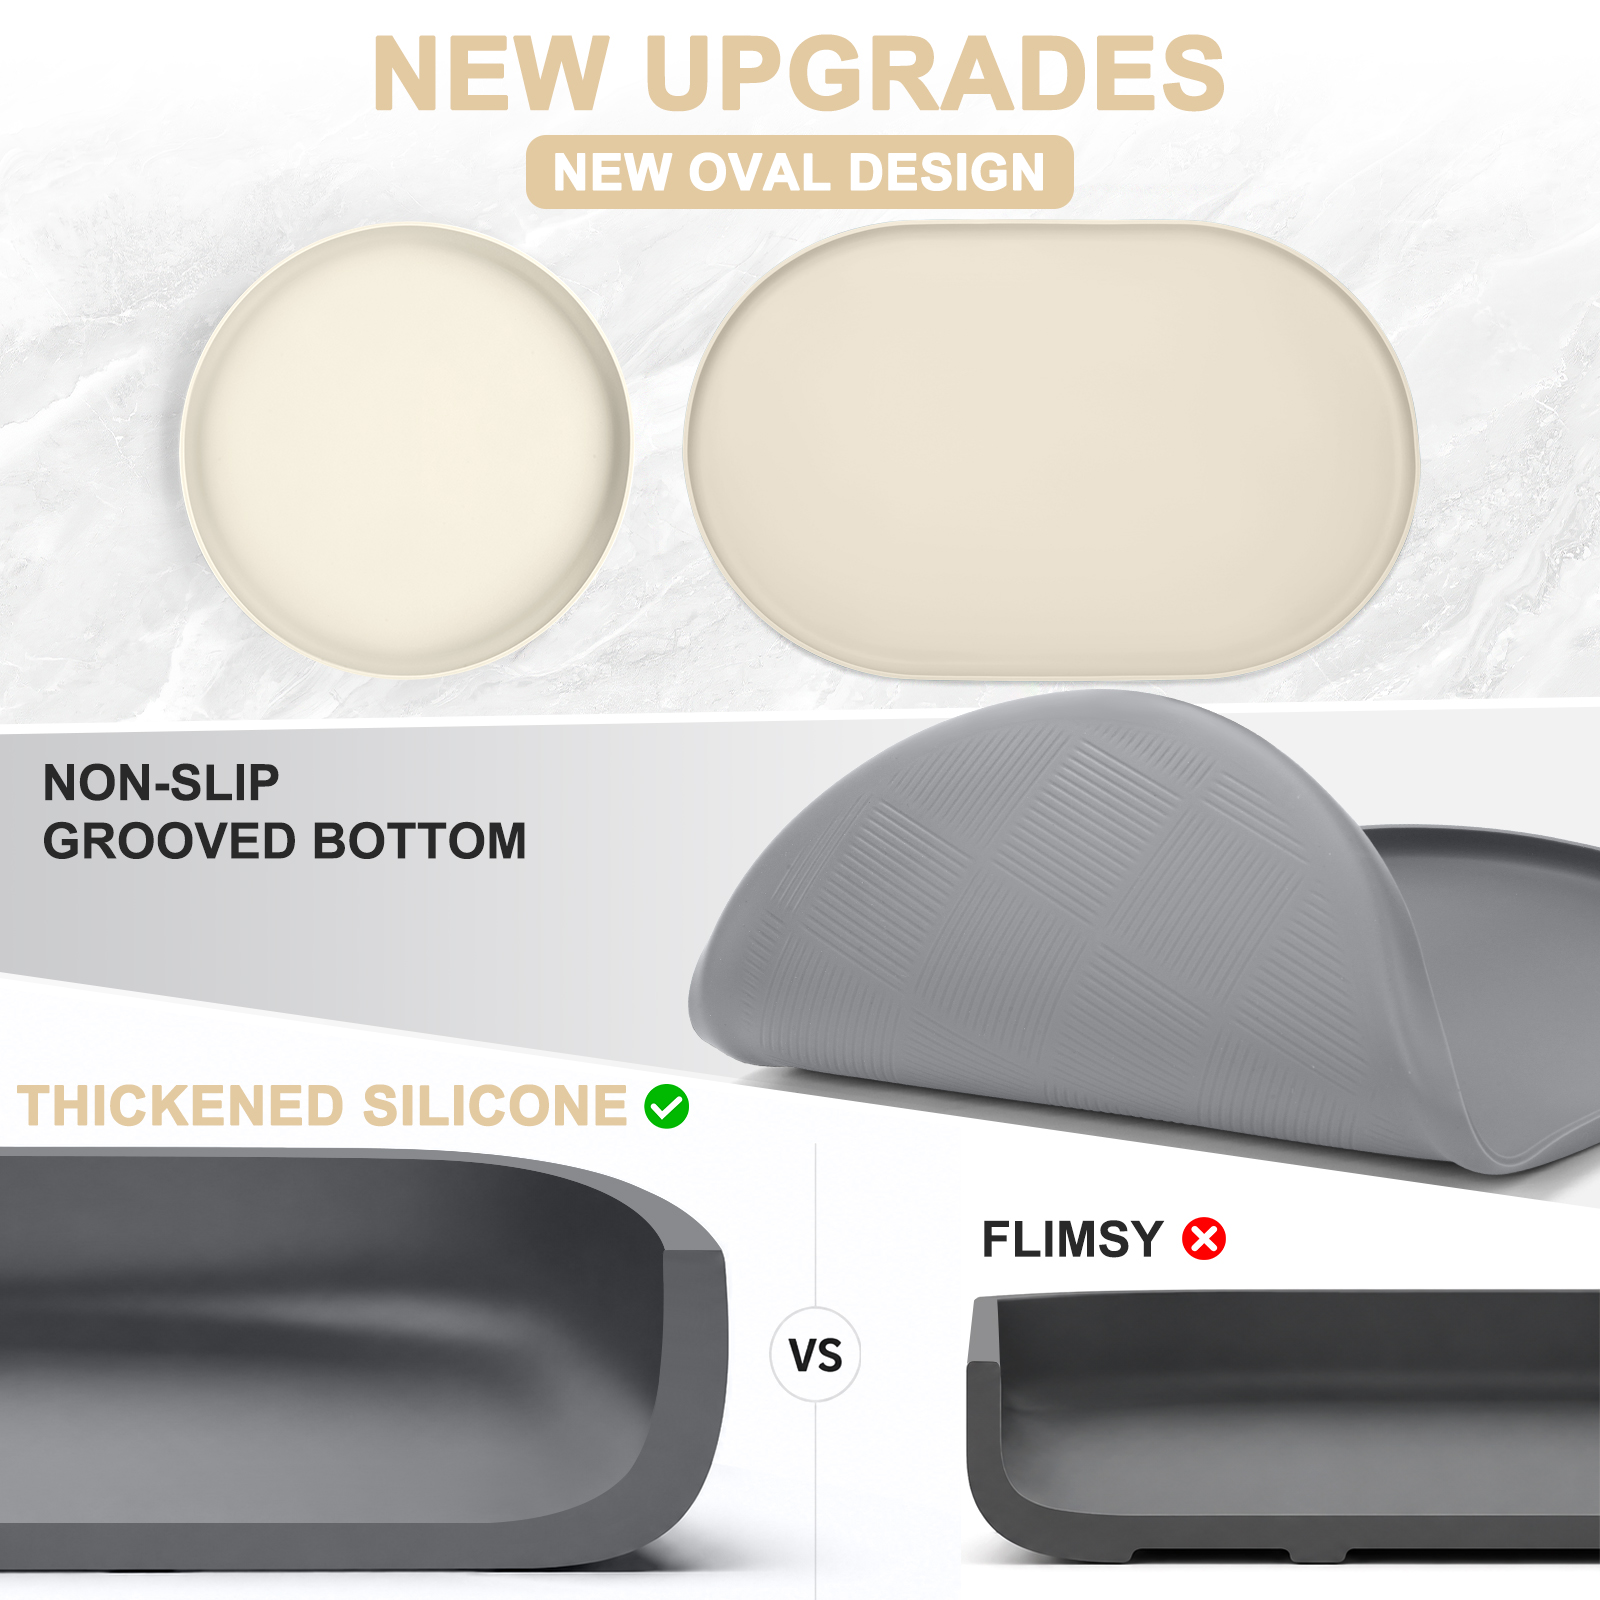 NEW UPGRADES
NEW OVAL DESIGN
NON-SLIP
GROOVED BOTTOM
THICKENED SILICONE
FLIMSY
VS